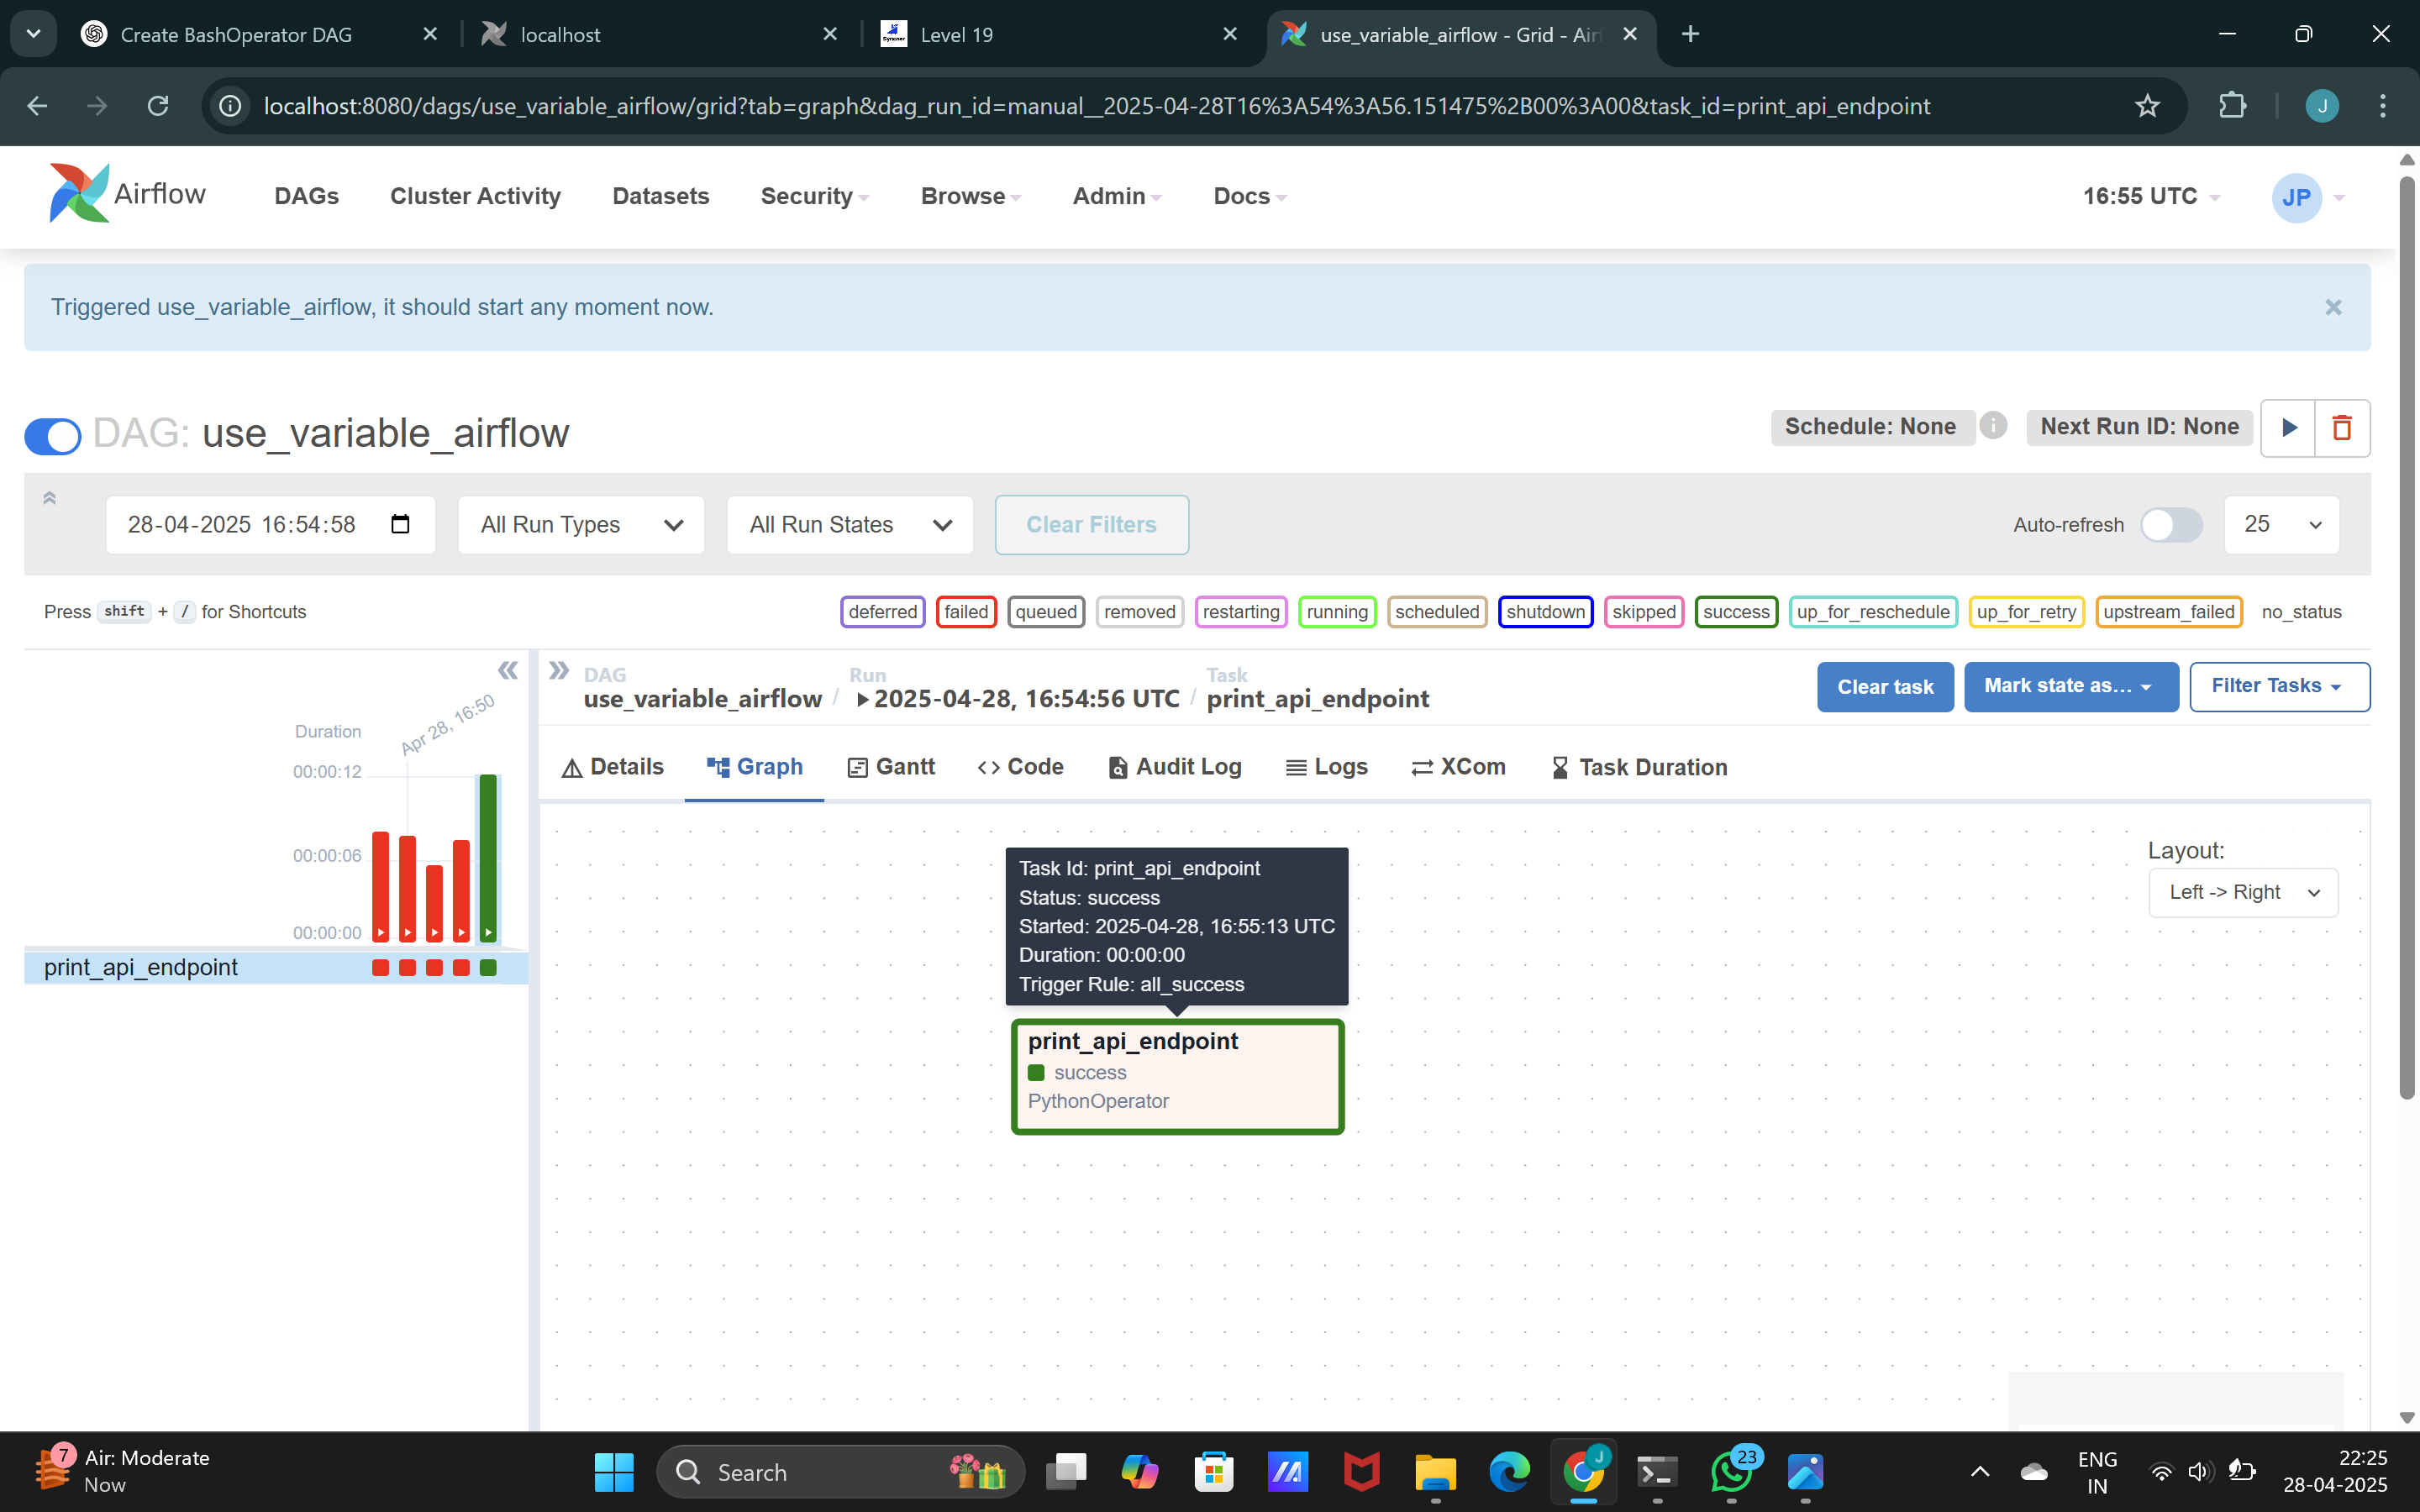 Create BashOperator DAG
localhost
Level 19
use_variable_airflow - Grid - Air
localhost:8080/dags/use_variable_airflow/grid?tab=graph&dag_run_id=manual__2025-04-28T16%3A54%3A56.151475%2B00%3A00&task_id=print_api_endpoint
J
Airflow
DAGs
Cluster Activity
Datasets
Security
Browse
Admin
Docs
16:55 UTC
JP
Triggered use_variable_airflow, it should start any moment now.
DAG: use_variable_airflow
Schedule: None
Next Run ID: None
28-04-2025 16:54:58
All Run Types
All Run States
Clear Filters
Auto-refresh
25
Press shift + / for Shortcuts
deferred
failed
queued
removed
restarting
running
scheduled
shutdown
skipped
success
up_for_reschedule
up_for_retry
upstream_failed
no_status
DAG
use_variable_airflow
/
Run
2025-04-28, 16:54:56 UTC
/
Task
print_api_endpoint
Clear task
Mark state as...
Filter Tasks
Apr 28, 16:50
Duration
00:00:12
00:00:06
00:00:00
print_api_endpoint
Details
Graph
Gantt
Code
Audit Log
Logs
XCom
Task Duration
Layout:
Left -> Right
Task Id: print_api_endpoint
Status: success
Started: 2025-04-28, 16:55:13 UTC
Duration: 00:00:00
Trigger Rule: all_success
print_api_endpoint
success
PythonOperator
7
Air: Moderate
Now
Search
J
23
ENG
IN
22:25
28-04-2025